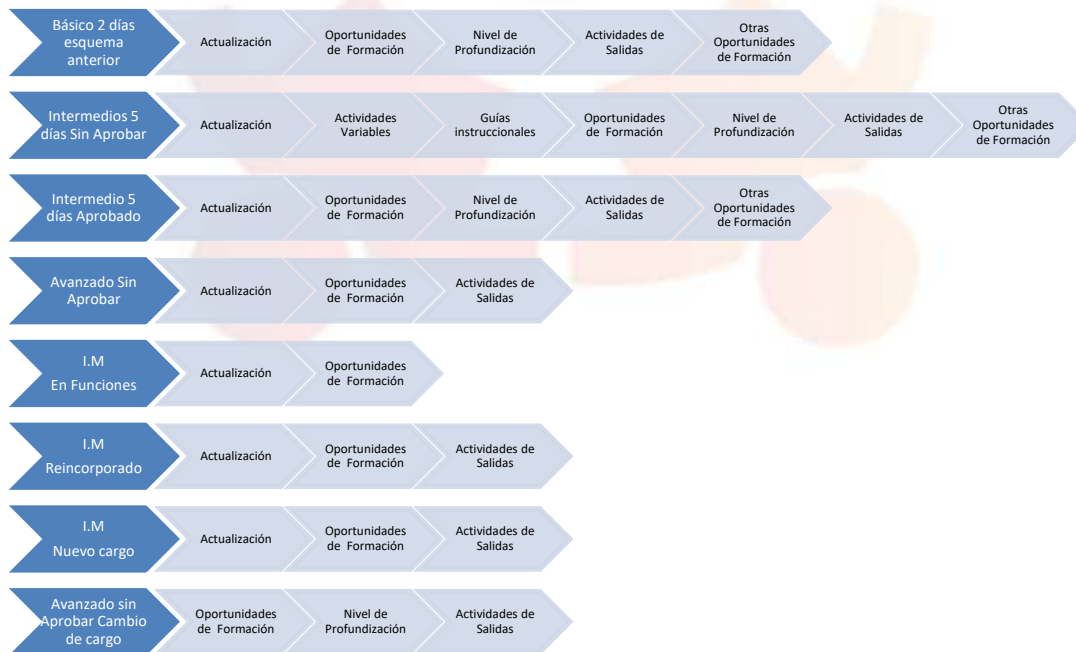 Básico 2 días
esquema
anterior
Actualización
Oportunidades
de Formación
Nivel de
Profundización
Actividades de
Salidas
Otras
Oportunidades
de Formación
Intermedios 5
días Sin Aprobar
Actualización
Actividades
Variables
Guías
instruccionales
Oportunidades
de Formación
Nivel de
Profundización
Actividades de
Salidas
Otras
Oportunidades
de Formación
Intermedio 5
días Aprobado
Actualización
Oportunidades
de Formación
Nivel de
Profundización
Actividades de
Salidas
Otras
Oportunidades
de Formación
Avanzado Sin
Aprobar
Actualización
Oportunidades
de Formación
Actividades de
Salidas
I.M
En Funciones
Actualización
Oportunidades
de Formación
I.M
Reincorporado
Actualización
Oportunidades
de Formación
Actividades de
Salidas
I.M
Nuevo cargo
Actualización
Oportunidades
de Formación
Actividades de
Salidas
Avanzado sin
Aprobar Cambio
de cargo
Oportunidades
de Formación
Nivel de
Profundización
Actividades de
Salidas